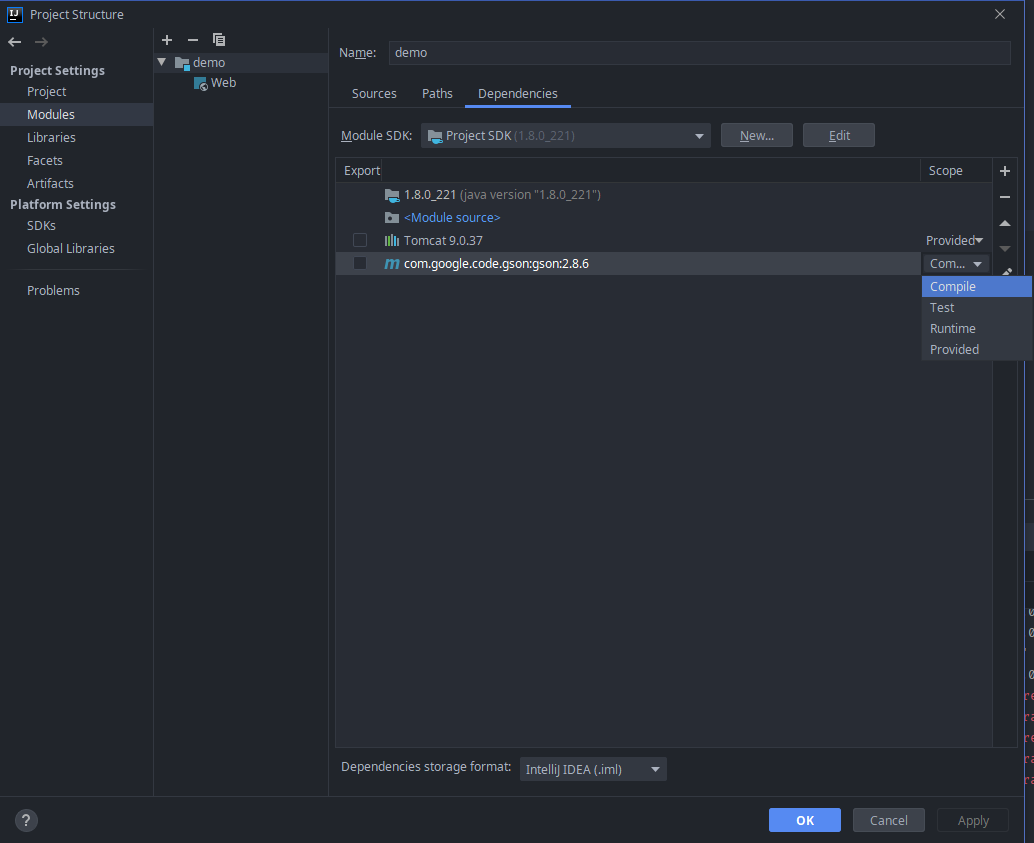 Project Structure
Project Settings
Project
Modules
Libraries
Facets
Artifacts
Platform Settings
SDKs
Global Libraries
Problems
demo
Web
Name: demo
Sources Paths Dependencies
Module SDK: Project SDK (1.8.0_221) New... Edit
Export Scope
1.8.0_221 (java version "1.8.0_221")
<Module source>
Tomcat 9.0.37 Provided
m com.google.code.gson:gson:2.8.6 Com...
Compile
Test
Runtime
Provided
Dependencies storage format: IntelliJ IDEA (.iml)
? OK Cancel Apply